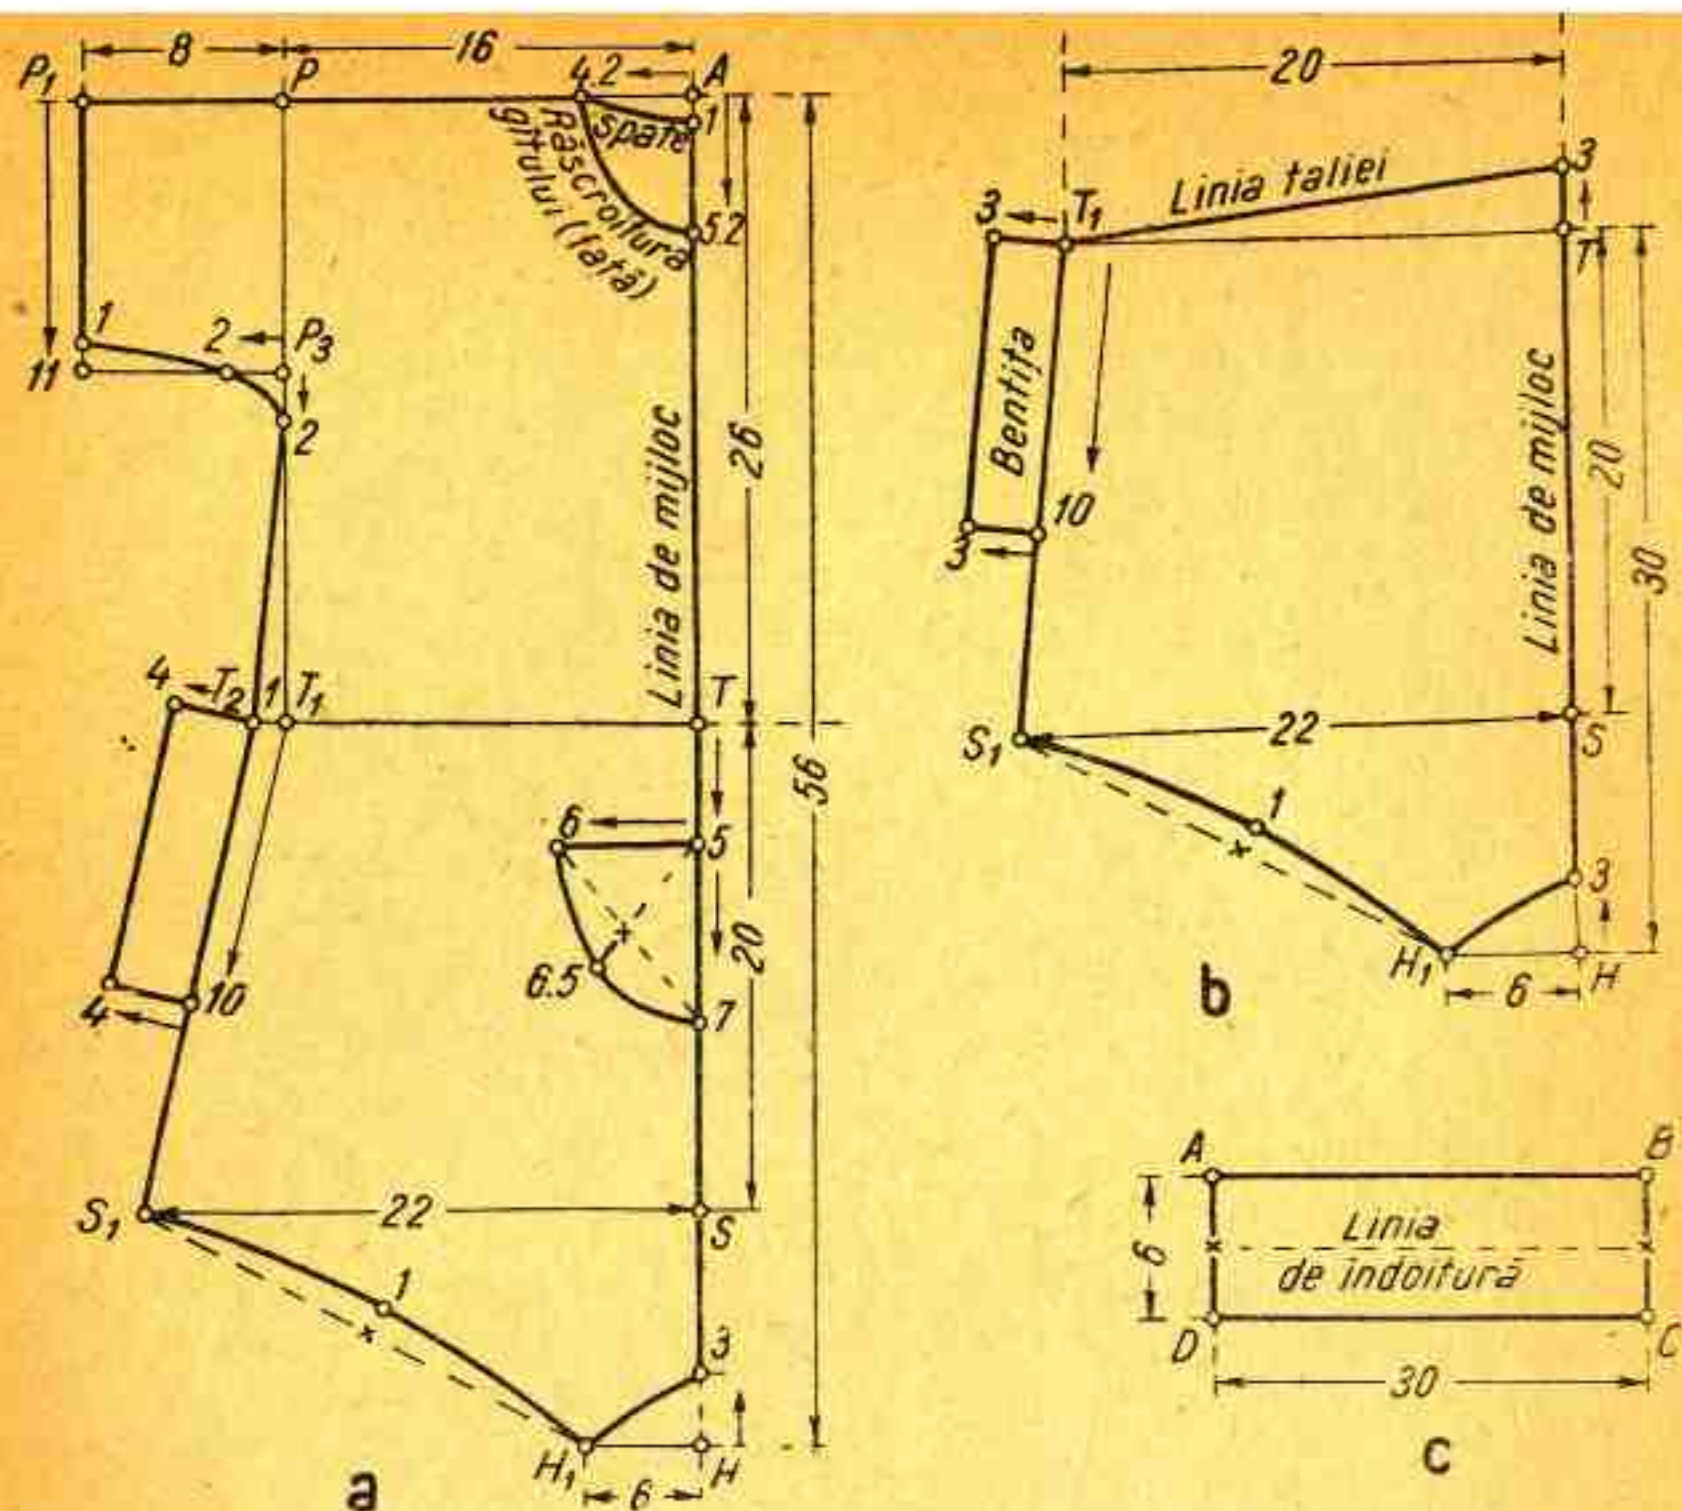 8
16
P1
P
4.2
A
1
spate
Răscroitura
gîtului (față)
5.2
1
2
P3
11
2
Linia de mijloc
26
56
4
T2
1
T1
T
6
5
20
6.5
7
10
4
S1
22
S
1
3
H1
6
H
a
20
3
Linia taliei
3
T1
T
Bentița
10
3
Linia de mijloc
20
30
S1
22
S
1
3
H1
6
H
b
A
B
6
Linia
de indoitură
D
C
30
c